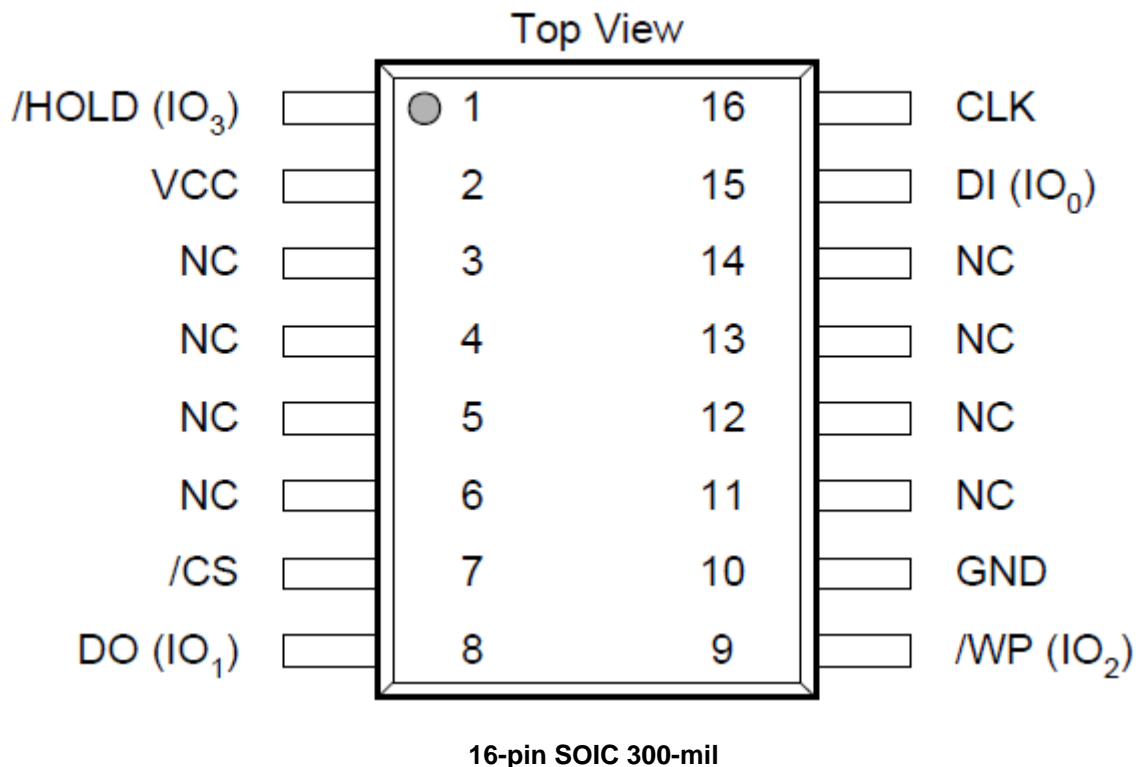 Top View
/HOLD (IO3) 1 16 CLK
VCC 2 15 DI (IO0)
NC 3 14 NC
NC 4 13 NC
NC 5 12 NC
NC 6 11 NC
/CS 7 10 GND
DO (IO1) 8 9 /WP (IO2)
16-pin SOIC 300-mil